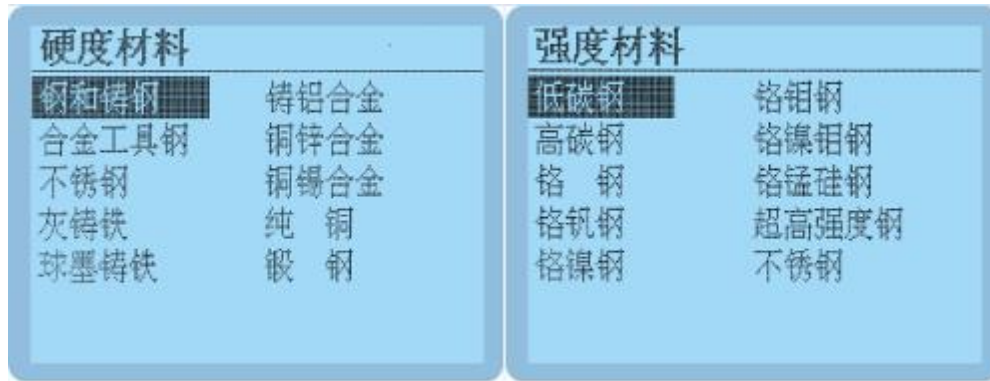 硬度材料
钢和铸钢 铸铝合金
合金工具钢 铜锌合金
不锈钢 铜锡合金
灰铸铁 纯 铜
球墨铸铁 锻 钢
强度材料
低碳钢 铬钼钢
高碳钢 铬镍钼钢
铬 钢 铬锰硅钢
铬钒钢 超高强度钢
铬镍钢 不锈钢